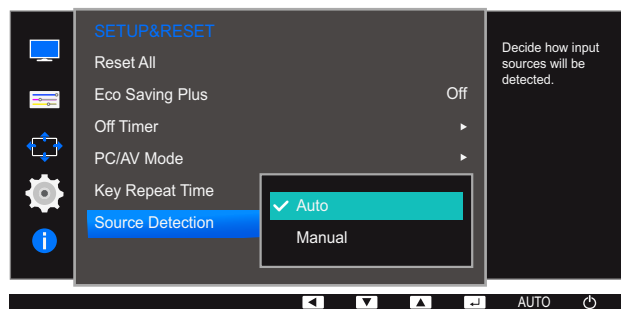 SETUP&RESET
Reset All
Eco Saving Plus Off
Off Timer
PC/AV Mode
Key Repeat Time
Source Detection
Auto
Manual
Decide how input
sources will be
detected.
AUTO